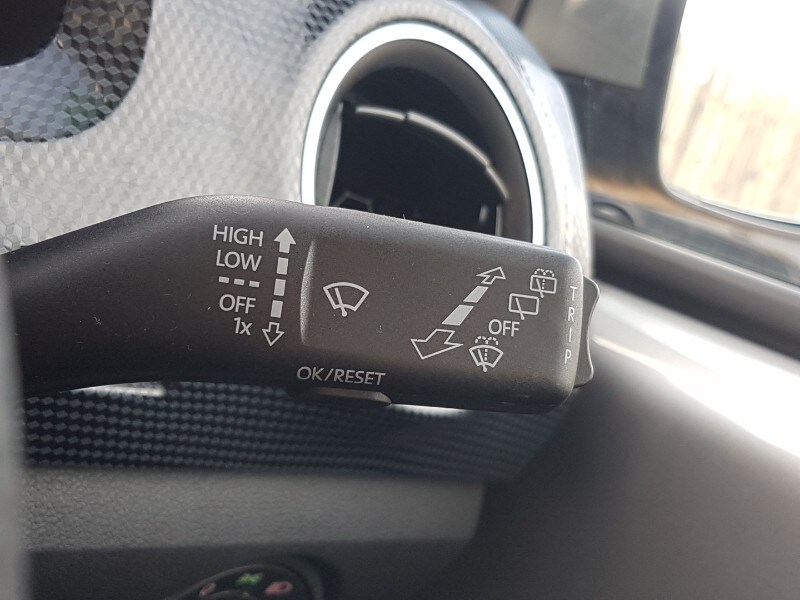 HIGH
LOW
---
OFF
1x
OFF
OK/RESET
TRIP